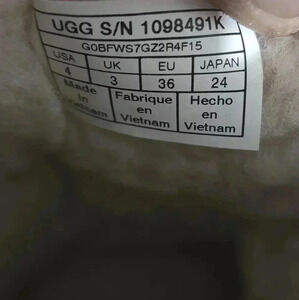 UGG S/N 1098491K
G0BFWS7GZ2R4F15
USA UK EU JAPAN
4 3 36 24
Made in Vietnam
Fabrique en Vietnam
Hecho en Vietnam